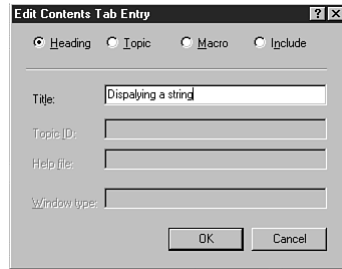 Edit Contents Tab Entry
Heading Topic Macro Include
Title: Dispalying a string
Topic ID:
Help file:
Window type:
OK Cancel